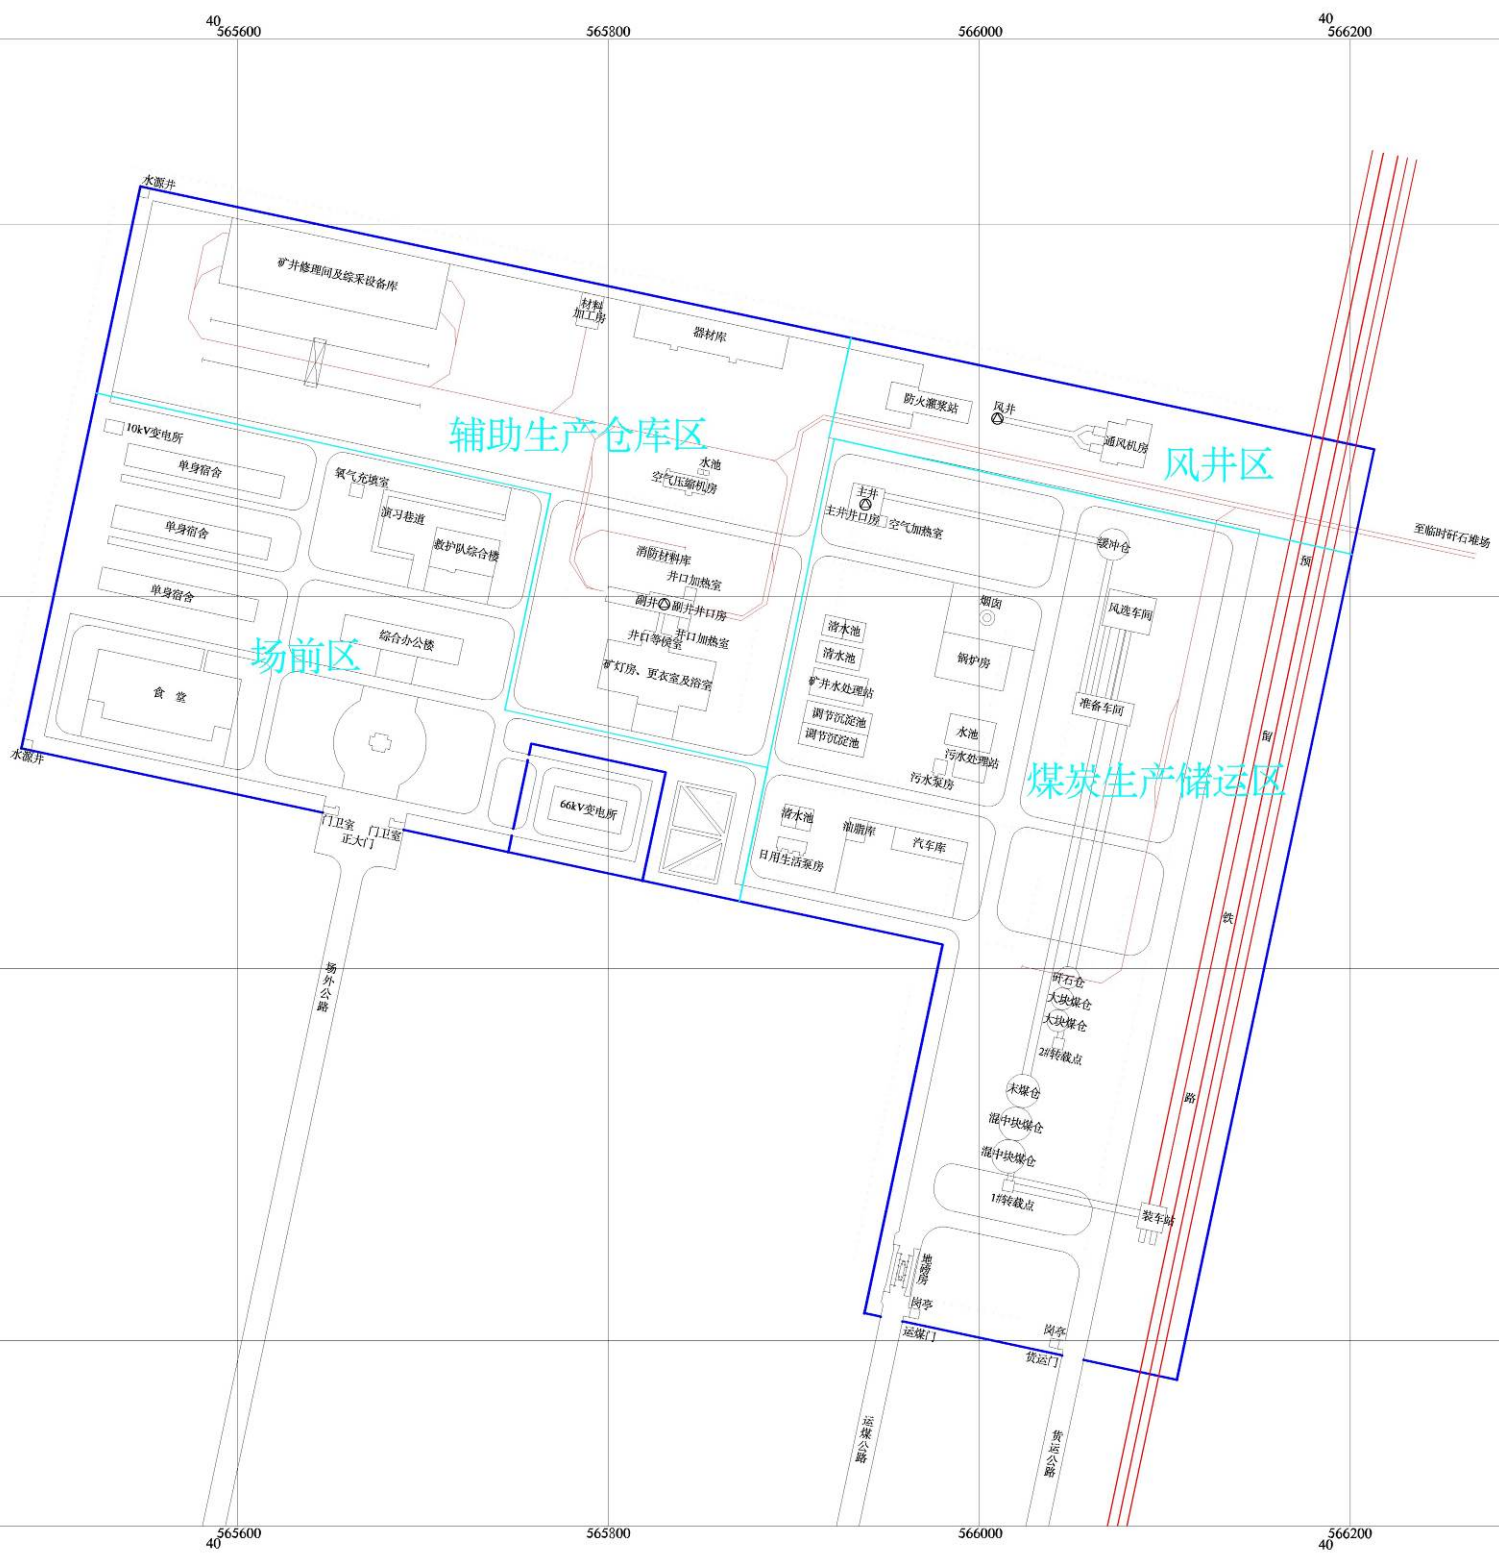 40
565600
565800
566000
40
566200
水源井
矿井修理间及综采设备库
材料
加工房
器材库
防火灌浆站
风井
通风机房
辅助生产仓库区
风井区
10kV变电所
单身宿舍
氧气充填室
水池
空气压缩机房
主井
主井井口房
空气加热室
缓冲仓
至临时矸石堆场
单身宿舍
演习巷道
救护队综合楼
消防材料库
井口加热室
副井
副井井口房
井口等侯室
井口加热室
矿灯房、更衣室及浴室
单身宿舍
综合办公楼
场前区
食 堂
水源井
烟囱
锅炉房
风选车间
准备车间
清水池
清水池
矿井水处理站
调节沉淀池
调节沉淀池
水池
污水处理站
污水泵房
煤炭生产储运区
预
留
铁
路
66kV变电所
清水池
日用生活泵房
油脂库
汽车库
门卫室
门卫室
正大门
场外公路
矸石仓
大块煤仓
大块煤仓
2#转载点
末煤仓
混中块煤仓
混中块煤仓
1#转载点
装车站
地磅房
岗亭
运煤门
岗亭
货运门
运煤公路
货运公路
565600
40
565800
566000
566200
40